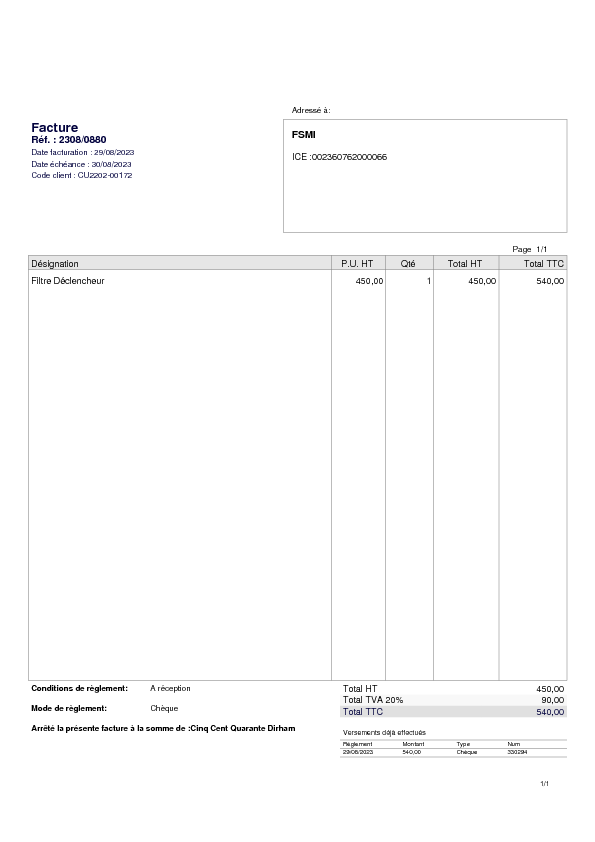 Adressé à:
Facture
Réf. : 2308/0880
Date facturation : 29/08/2023
Date échéance : 30/08/2023
Code client : CU2202-00172
FSMI
ICE :002360762000066
Page 1/1
Désignation P.U. HT Qté Total HT Total TTC
Filtre Déclencheur 450,00 1 450,00 540,00
Conditions de règlement: A réception
Mode de règlement: Chèque
Arrêté la présente facture à la somme de :Cinq Cent Quarante Dirham
Total HT 450,00
Total TVA 20% 90,00
Total TTC 540,00
Versements déjà effectués
Règlement Montant Type Num
29/08/2023 540,00 Chèque 330294
1/1